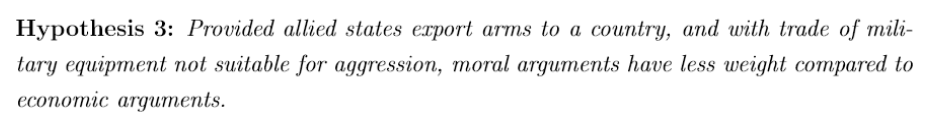 Hypothesis 3: Provided allied states export arms to a country, and with trade of mili-
tary equipment not suitable for aggression, moral arguments have less weight compared to
economic arguments.